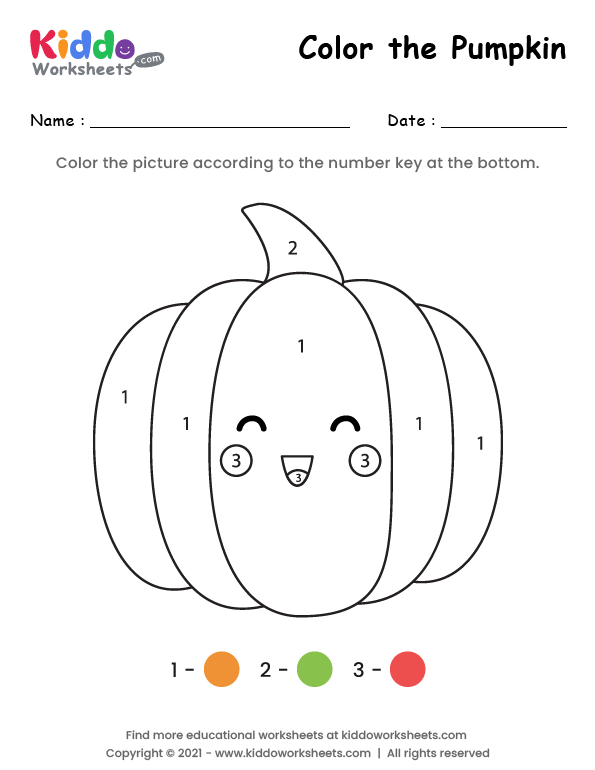 Kiddo
Worksheets
.com
Color the Pumpkin
Name :
Date :
Color the picture according to the number key at the bottom.
2
1
1
1
1
1
3
3
3
1 -
2 -
3 -
Find more educational worksheets at kiddoworksheets.com
Copyright © 2021 - www.kiddoworksheets.com | All rights reserved